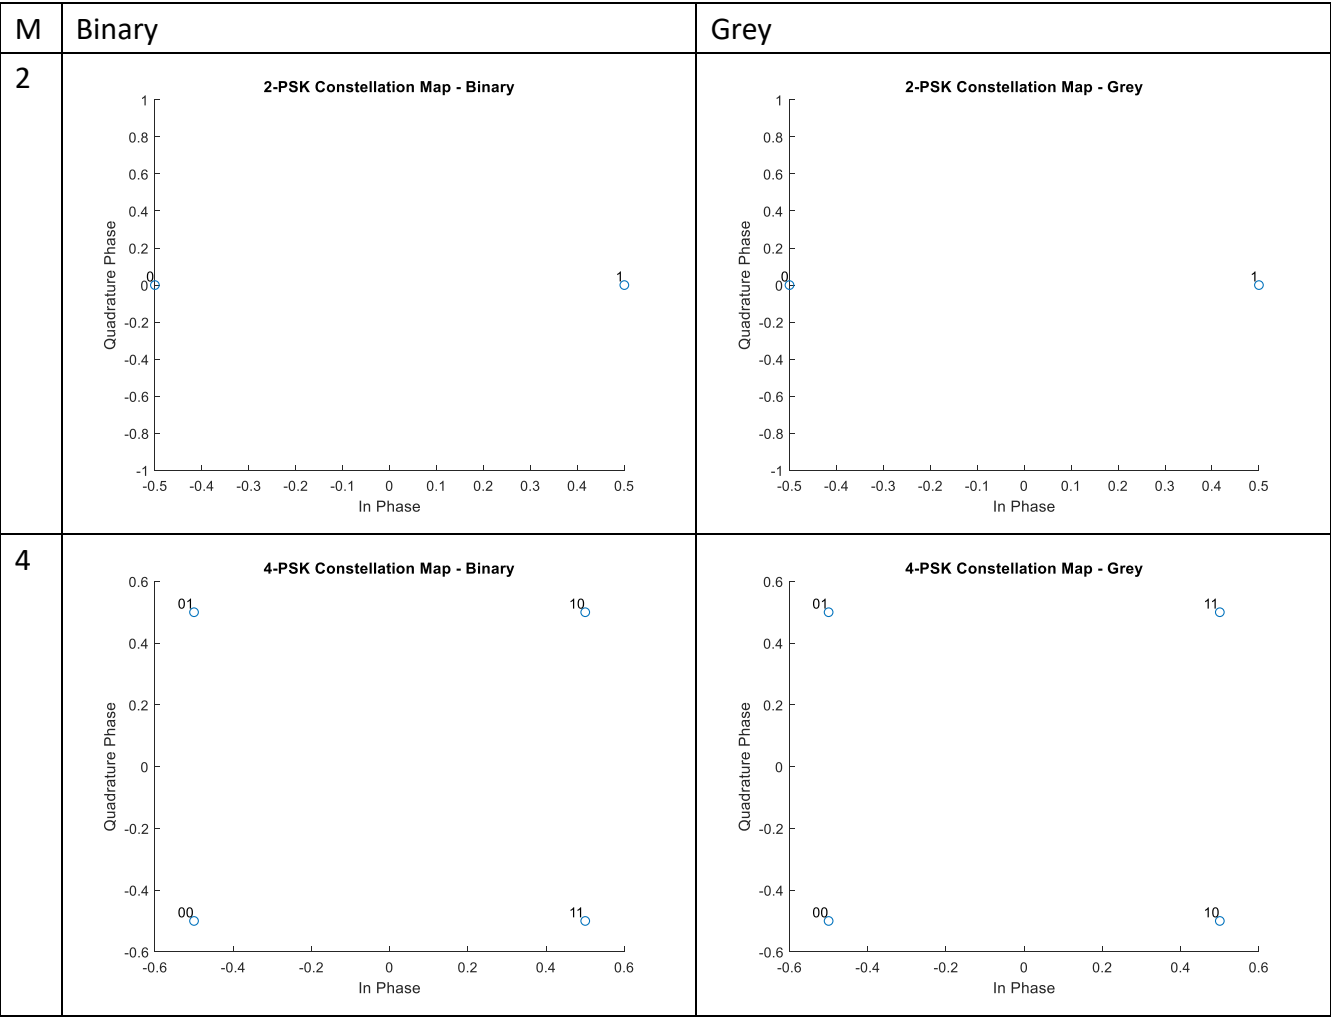 M Binary Grey
2
2-PSK Constellation Map - Binary
1
0.8
0.6
0.4
0.2
0
-0.2
-0.4
-0.6
-0.8
-1
Quadrature Phase
0
1
-0.5 -0.4 -0.3 -0.2 -0.1 0 0.1 0.2 0.3 0.4 0.5
In Phase
2-PSK Constellation Map - Grey
1
0.8
0.6
0.4
0.2
0
-0.2
-0.4
-0.6
-0.8
-1
Quadrature Phase
0
1
-0.5 -0.4 -0.3 -0.2 -0.1 0 0.1 0.2 0.3 0.4 0.5
In Phase
4
4-PSK Constellation Map - Binary
0.6
0.4
0.2
0
-0.2
-0.4
-0.6
Quadrature Phase
01 10
00 11
-0.6 -0.4 -0.2 0 0.2 0.4 0.6
In Phase
4-PSK Constellation Map - Grey
0.6
0.4
0.2
0
-0.2
-0.4
-0.6
Quadrature Phase
01 11
00 10
-0.6 -0.4 -0.2 0 0.2 0.4 0.6
In Phase